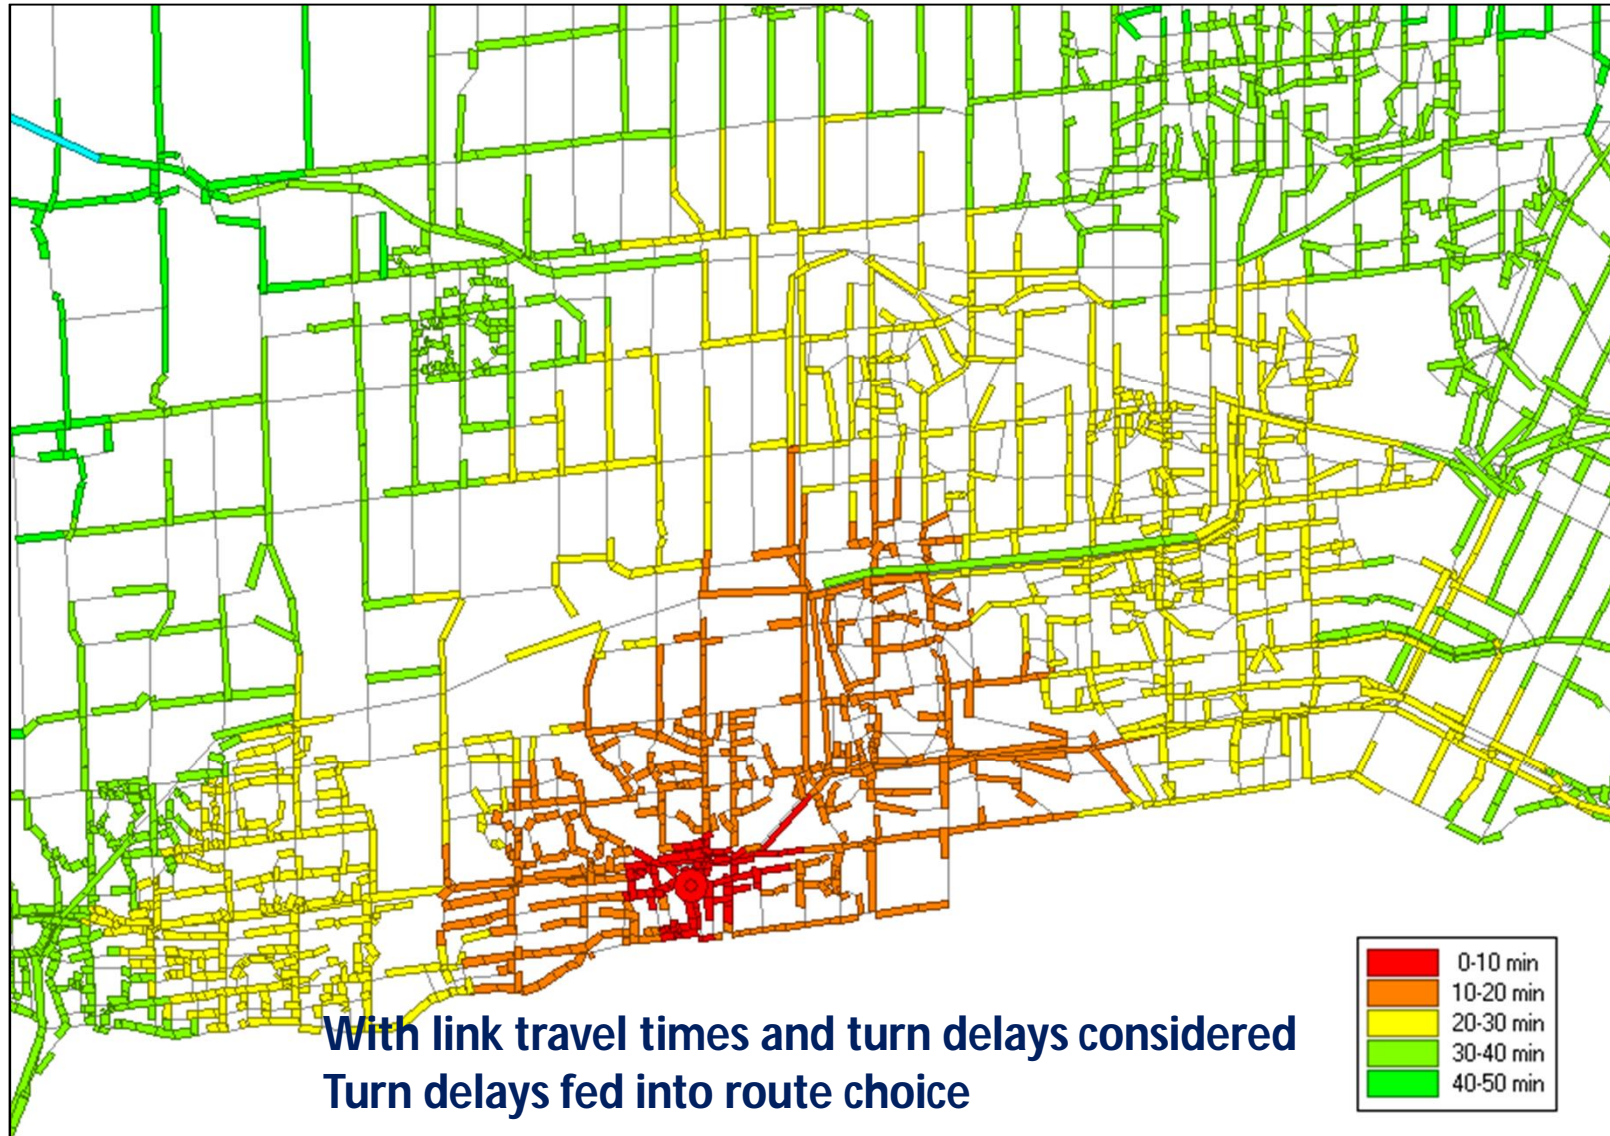 0-10 min
10-20 min
20-30 min
30-40 min
40-50 min
With link travel times and turn delays considered
Turn delays fed into route choice